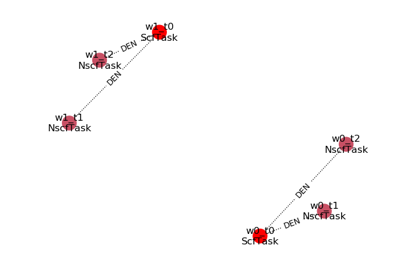 w1_t0
ScrTask
DEN
w1_t2
NscrTask
DEN
w1_t1
NscrTask
w0_t2
NscrTask
DEN
w0_t1
NscrTask
DEN
w0_t0
ScrTask